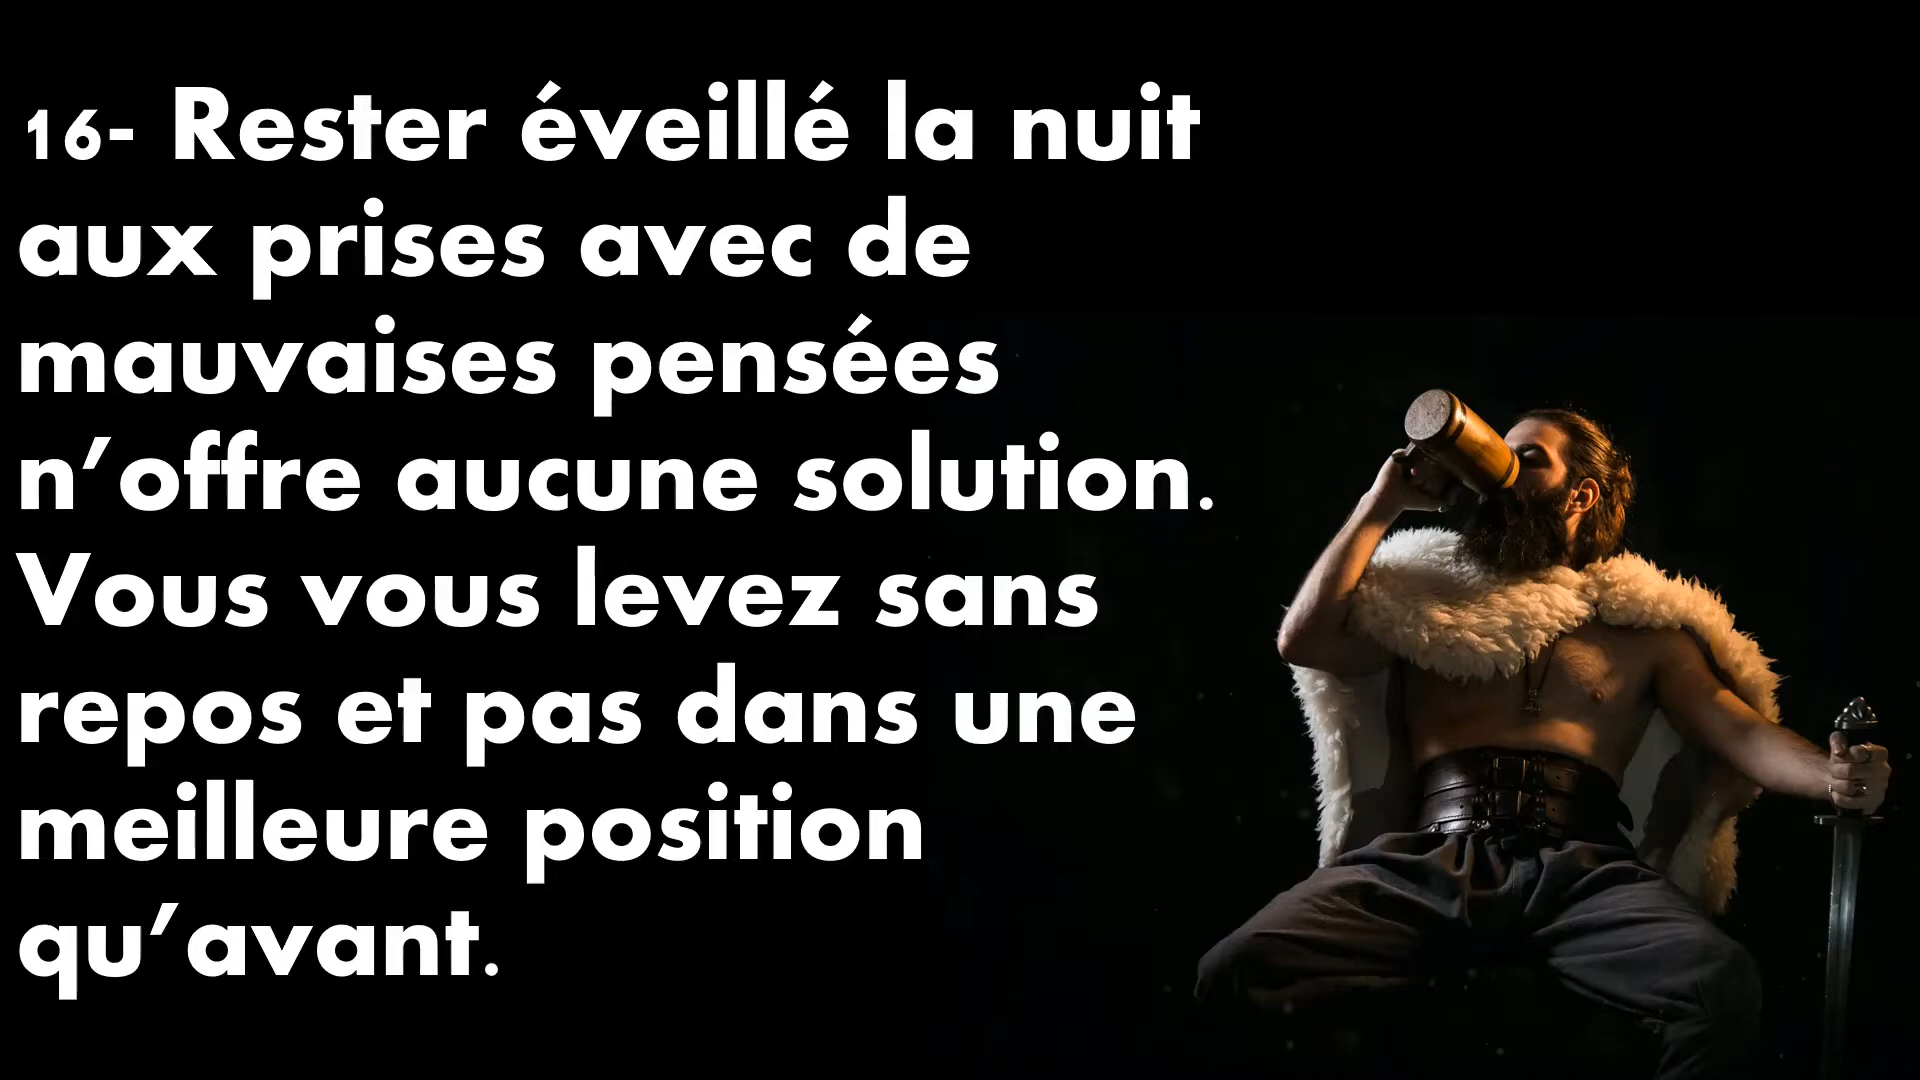 16- Rester éveillé la nuit
aux prises avec de
mauvaises pensées
n’offre aucune solution.
Vous vous levez sans
repos et pas dans une
meilleure position
qu’avant.